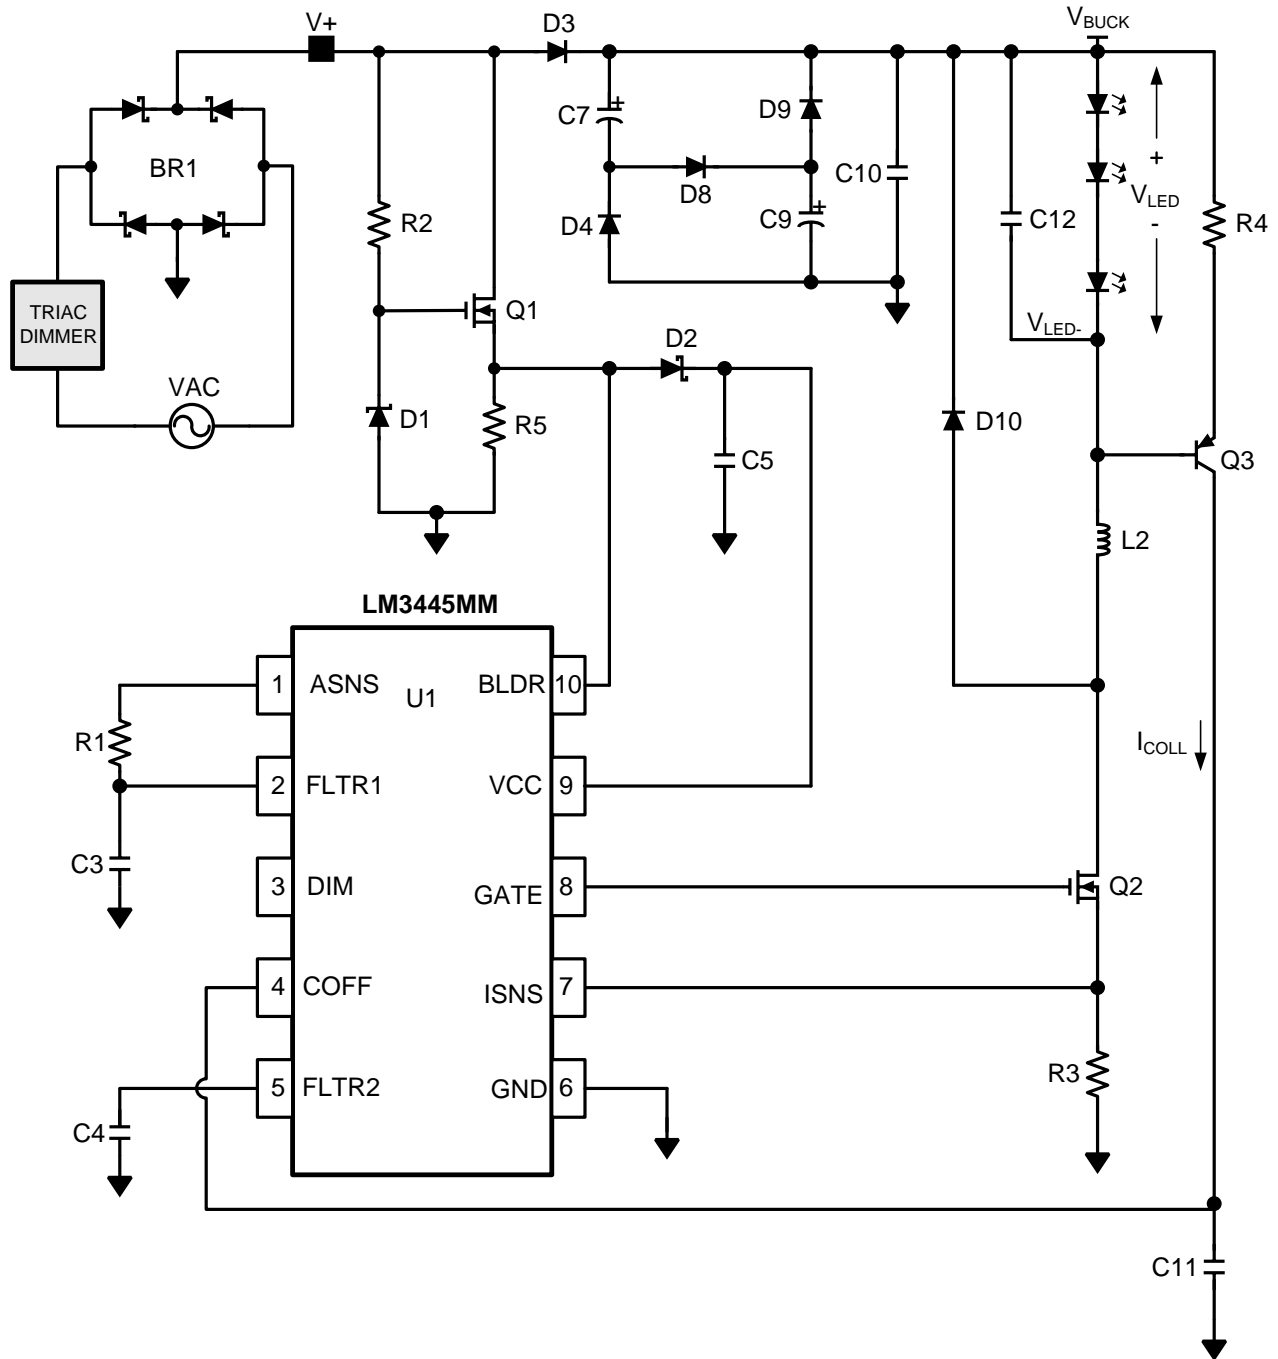 V+
D3
VBUCK
C7
D9
BR1
D8
C10
+
VLED
-
R2
D4
C9
C12
R4
TRIAC
DIMMER
Q1
D2
VLED-
VAC
D1
R5
D10
C5
Q3
L2
LM3445MM
1
ASNS
U1
BLDR
10
R1
ICOLL
2
FLTR1
VCC
9
C3
3
DIM
GATE
8
Q2
4
COFF
ISNS
7
5
FLTR2
GND
6
R3
C4
C11